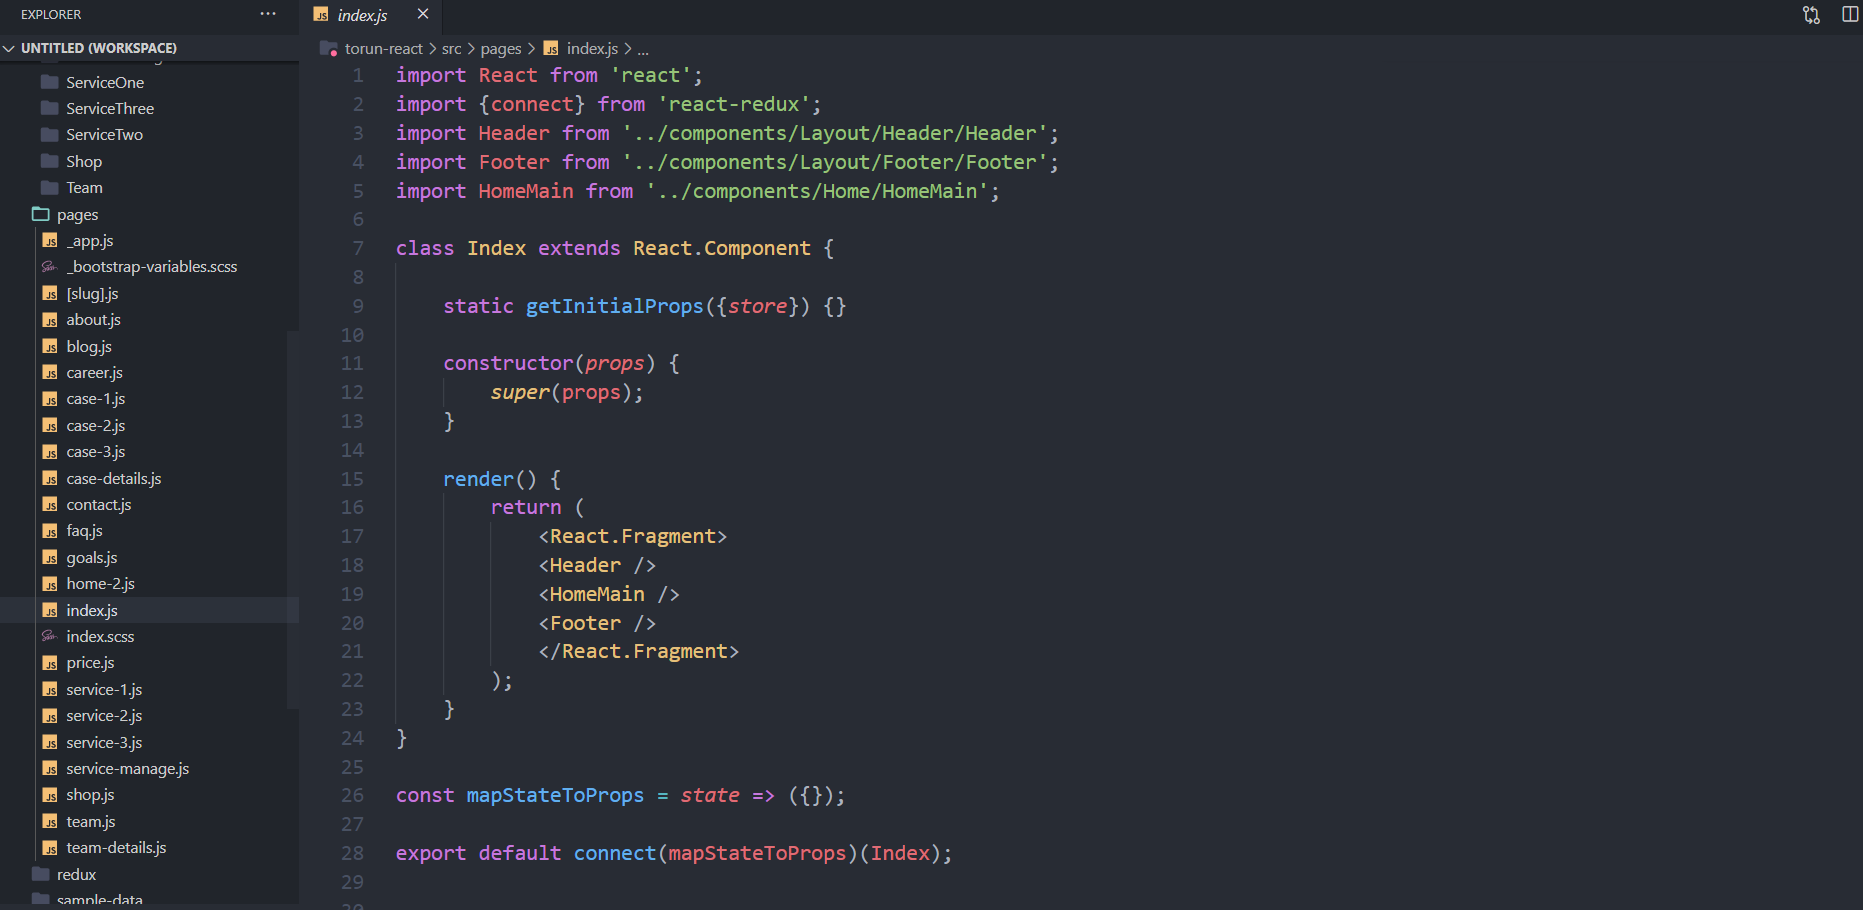 EXPLORER
UNTITLED (WORKSPACE)
ServiceOne
ServiceThree
ServiceTwo
Shop
Team
pages
_app.js
_bootstrap-variables.scss
[slug].js
about.js
blog.js
career.js
case-1.js
case-2.js
case-3.js
case-details.js
contact.js
faq.js
goals.js
home-2.js
index.js
index.scss
price.js
service-1.js
service-2.js
service-3.js
service-manage.js
shop.js
team.js
team-details.js
redux
sample-data
index.js
torun-react > src > pages > index.js > ...
1 import React from 'react';
2 import {connect} from 'react-redux';
3 import Header from '../components/Layout/Header/Header';
4 import Footer from '../components/Layout/Footer/Footer';
5 import HomeMain from '../components/Home/HomeMain';
6
7 class Index extends React.Component {
8
9     static getInitialProps({store}) {}
10
11     constructor(props) {
12         super(props);
13     }
14
15     render() {
16         return (
17             <React.Fragment>
18             <Header />
19             <HomeMain />
20             <Footer />
21             </React.Fragment>
22         );
23     }
24 }
25
26 const mapStateToProps = state => ({});
27
28 export default connect(mapStateToProps)(Index);
29